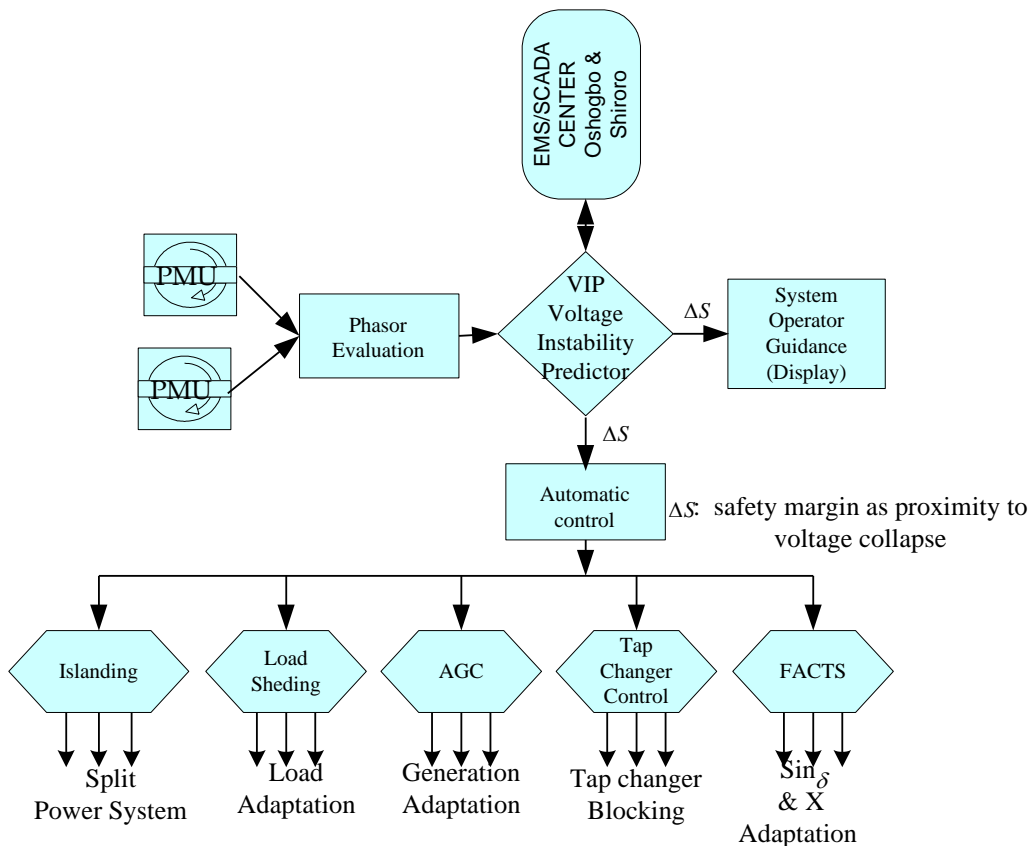 EMS/SCADA
CENTER
Oshogbo &
Shiroro
PMU
PMU
Phasor
Evaluation
VIP
Voltage
Instability
Predictor
ΔS
System
Operator
Guidance
(Display)
ΔS
Automatic
control
ΔS: safety margin as proximity to
voltage collapse
Islanding
Load
Sheding
AGC
Tap
Changer
Control
FACTS
Split
Power System
Load
Adaptation
Generation
Adaptation
Tap changer
Blocking
Sin δ
& X
Adaptation